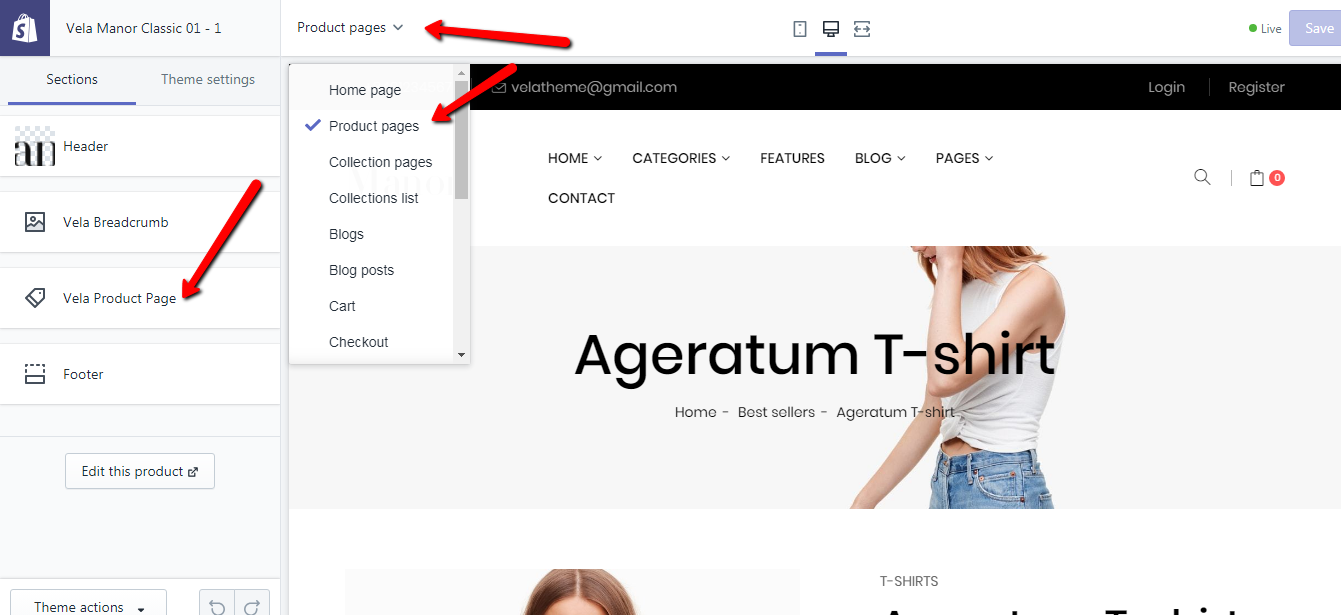 Vela Manor Classic 01 - 1
Product pages
Live
Save
Sections
Theme settings
Header
Vela Breadcrumb
Vela Product Page
Footer
Edit this product
Theme actions
Home page
Product pages
Collection pages
Collections list
Blogs
Blog posts
Cart
Checkout
velatheme@gmail.com
Login
Register
HOME
CATEGORIES
FEATURES
BLOG
PAGES
CONTACT
0
Ageratum T-shirt
Home - Best sellers - Ageratum T-shirt
T-SHIRTS
Ageratum T-shirt